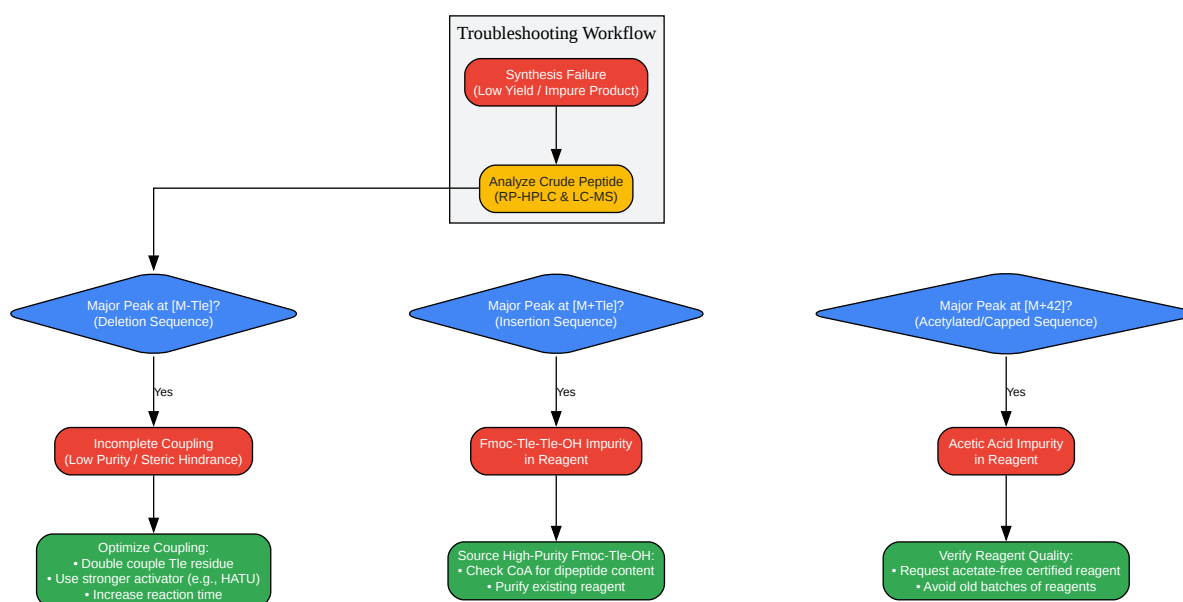 Troubleshooting Workflow
Synthesis Failure
(Low Yield / Impure Product)
Analyze Crude Peptide
(RP-HPLC & LC-MS)
Major Peak at [M-Tle]?
(Deletion Sequence)
Major Peak at [M+Tle]?
(Insertion Sequence)
Major Peak at [M+42]?
(Acetylated/Capped Sequence)
Yes
Yes
Yes
Incomplete Coupling
(Low Purity / Steric Hindrance)
Fmoc-Tle-Tle-OH Impurity
in Reagent
Acetic Acid Impurity
in Reagent
Optimize Coupling:
• Double couple Tle residue
• Use stronger activator (e.g., HATU)
• Increase reaction time
Source High-Purity Fmoc-Tle-OH:
• Check CoA for dipeptide content
• Purify existing reagent
Verify Reagent Quality:
• Request acetate-free certified reagent
• Avoid old batches of reagents